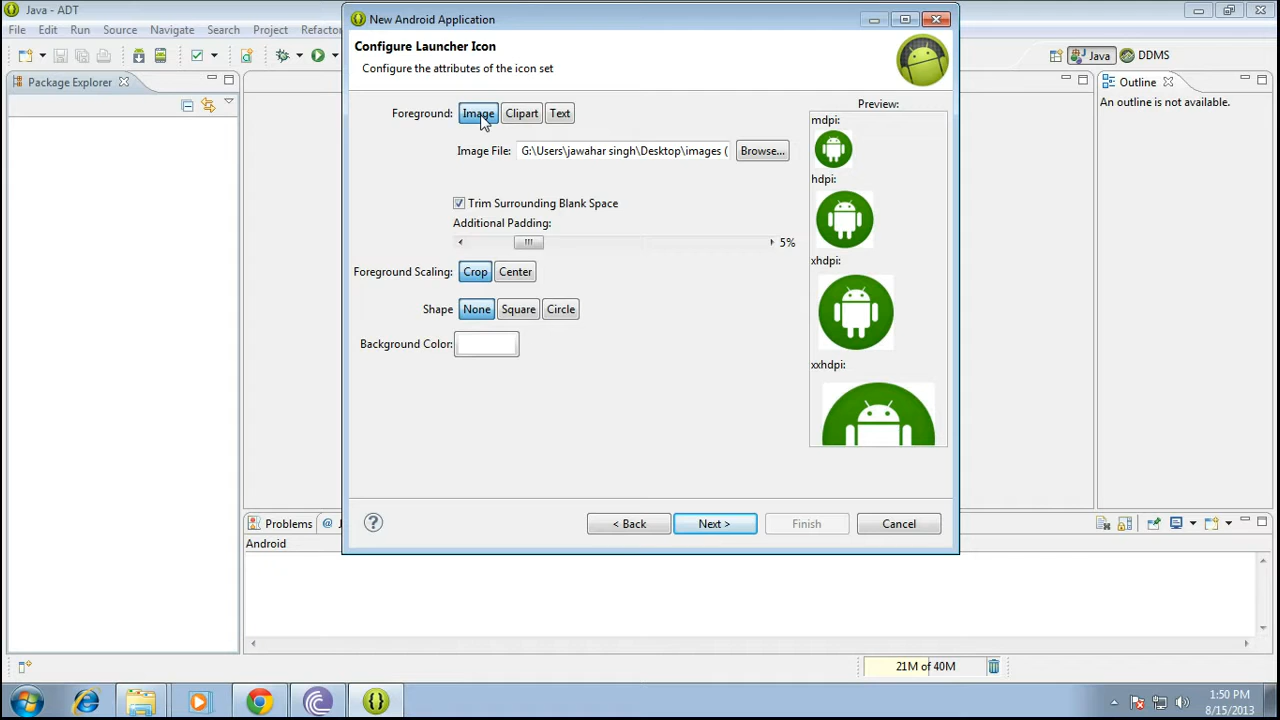 Java - ADT
New Android Application
File Edit Run Source Navigate Search Project Refactor
Configure Launcher Icon
Configure the attributes of the icon set
Java DDMS
Package Explorer
Outline
An outline is not available.
Foreground: Image Clipart Text
Preview:
mdpi:
Image File: G:\Users\jawahar singh\Desktop\images ( Browse...
hdpi:
Trim Surrounding Blank Space
Additional Padding:
5%
xhdpi:
Foreground Scaling: Crop Center
Shape None Square Circle
Background Color:
xxhdpi:
< Back Next > Finish Cancel
Problems @ J
Android
21M of 40M
1:50 PM
8/15/2013